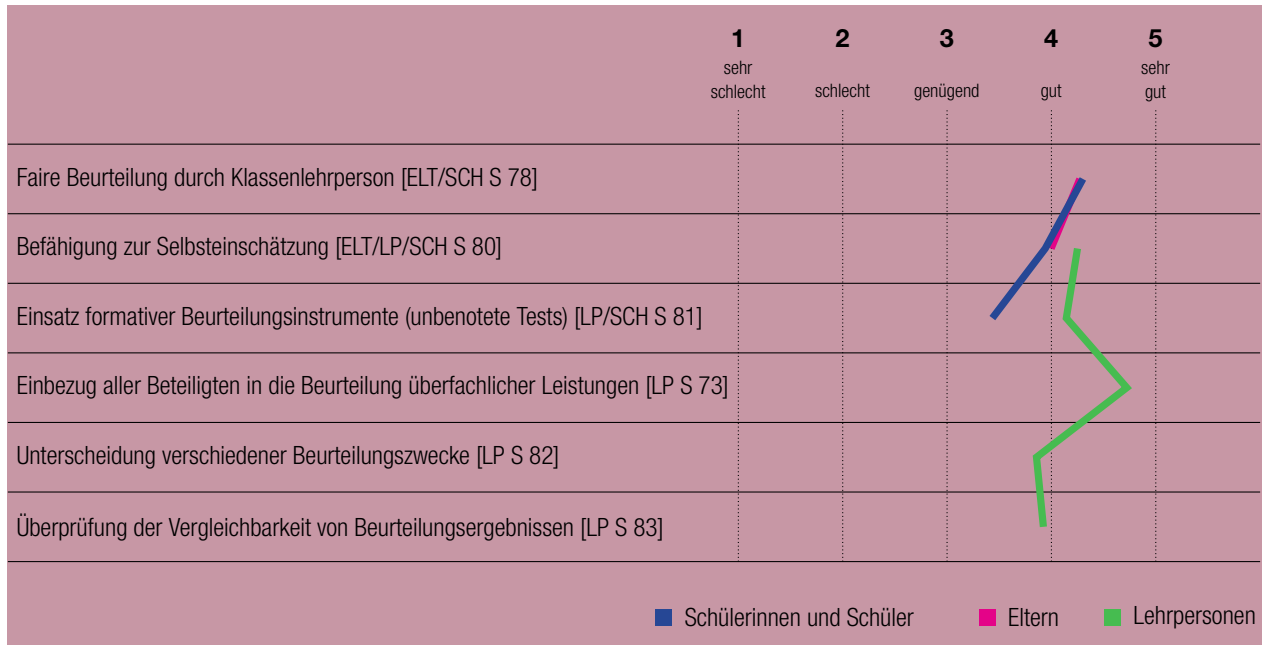 1 2 3 4 5
sehr sehr
schlecht schlecht genügend gut gut
Faire Beurteilung durch Klassenlehrperson [ELT/SCH S 78]
Befähigung zur Selbsteinschätzung [ELT/LP/SCH S 80]
Einsatz formativer Beurteilungsinstrumente (unbenotete Tests) [LP/SCH S 81]
Einbezug aller Beteiligten in die Beurteilung überfachlicher Leistungen [LP S 73]
Unterscheidung verschiedener Beurteilungszwecke [LP S 82]
Überprüfung der Vergleichbarkeit von Beurteilungsergebnissen [LP S 83]
Schülerinnen und Schüler Eltern Lehrpersonen